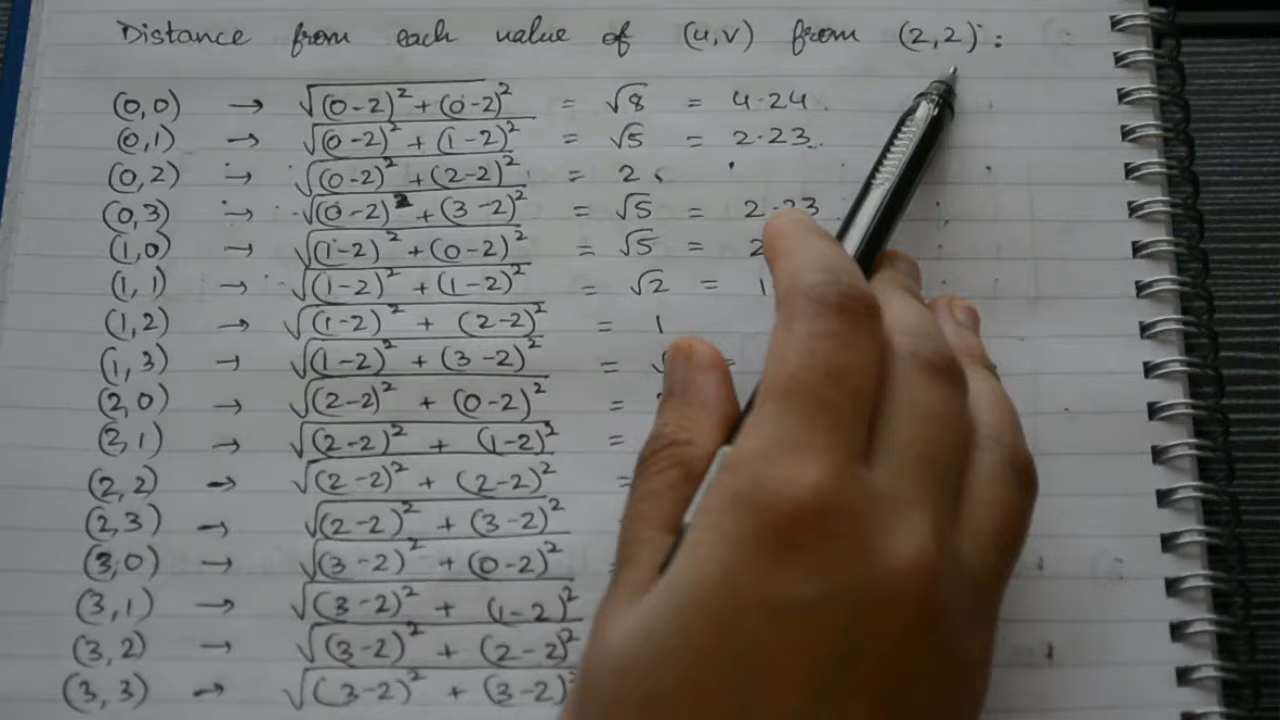 Distance from each value of (u,v) from (2,2):
(0,0) → √(0-2)² + (0-2)² = √8 = 4.24
(0,1) → √(0-2)² + (1-2)² = √5 = 2.23
(0,2) → √(0-2)² + (2-2)² = 2
(0,3) → √(0-2)² + (3-2)² = √5 = 2.23
(1,0) → √(1-2)² + (0-2)² = √5 = 2
(1,1) → √(1-2)² + (1-2)² = √2 = 1
(1,2) → √(1-2)² + (2-2)² = 1
(1,3) → √(1-2)² + (3-2)² = √ =
(2,0) → √(2-2)² + (0-2)² =
(2,1) → √(2-2)² + (1-2)² =
(2,2) → √(2-2)² + (2-2)² =
(2,3) → √(2-2)² + (3-2)²
(3,0) → √(3-2)² + (0-2)² =
(3,1) → √(3-2)² + (1-2)²
(3,2) → √(3-2)² + (2-2)²
(3,3) → √(3-2)² + (3-2)²